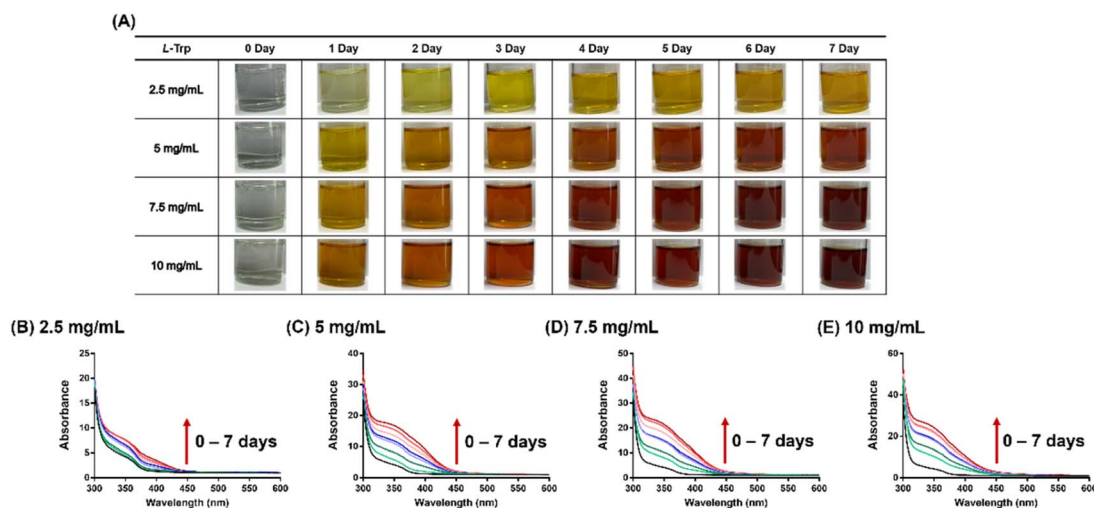 (A)
L-Trp 0 Day 1 Day 2 Day 3 Day 4 Day 5 Day 6 Day 7 Day
2.5 mg/mL
5 mg/mL
7.5 mg/mL
10 mg/mL
(B) 2.5 mg/mL
25
20
15
10
5
0
Absorbance
300 350 400 450 500 550 600
Wavelength (nm)
0 – 7 days
(C) 5 mg/mL
40
30
20
10
0
Absorbance
300 350 400 450 500 550 600
Wavelength (nm)
0 – 7 days
(D) 7.5 mg/mL
50
40
30
20
10
0
Absorbance
300 350 400 450 500 550 600
Wavelength (nm)
0 – 7 days
(E) 10 mg/mL
60
40
20
0
Absorbance
300 350 400 450 500 550 600
Wavelength (nm)
0 – 7 days